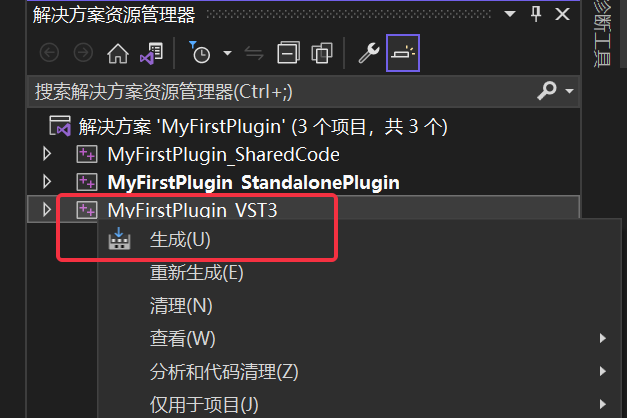 解决方案资源管理器
搜索解决方案资源管理器(Ctrl+;)
解决方案 'MyFirstPlugin' (3 个项目，共 3 个)
MyFirstPlugin_SharedCode
MyFirstPlugin_StandalonePlugin
MyFirstPlugin_VST3
生成(U)
重新生成(E)
清理(N)
查看(W)
分析和代码清理(Z)
仅用于项目(J)
诊断工具